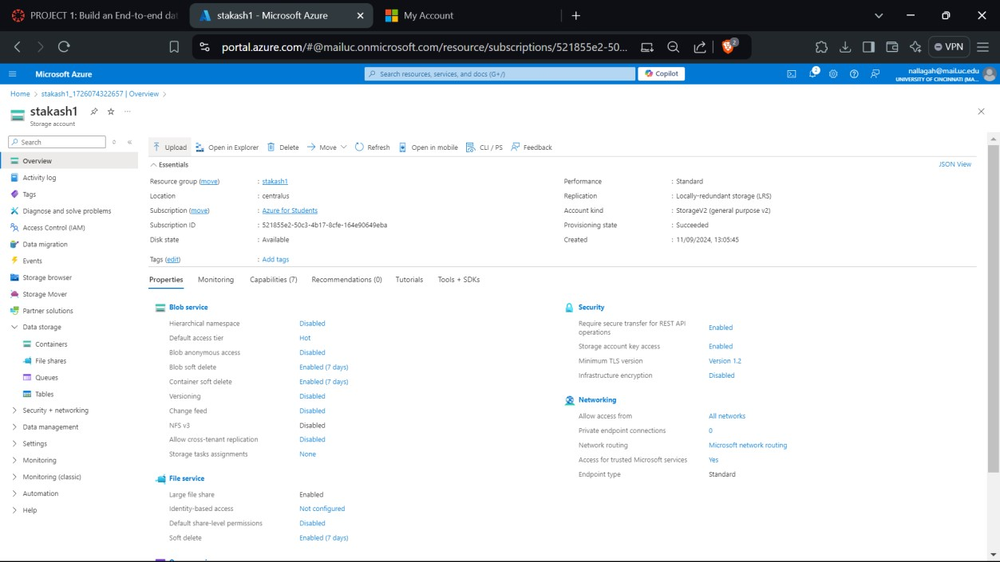 PROJECT 1: Build an End-to-end dat
stakash1 - Microsoft Azure
My Account
portal.azure.com/#@mailuc.onmicrosoft.com/resource/subscriptions/521855e2-50...
2
VPN
Microsoft Azure
Search resources, services, and docs (G+/)
Copilot
2
nallagah@mail.uc.edu
UNIVERSITY OF CINCINNATI (MA...
Home > stakash1_1726074322657 | Overview >
stakash1
Storage account
Search
Overview
Activity log
Tags
Diagnose and solve problems
Access Control (IAM)
Data migration
Events
Storage browser
Storage Mover
Partner solutions
Data storage
Containers
File shares
Queues
Tables
Security + networking
Data management
Settings
Monitoring
Monitoring (classic)
Automation
Help
Upload Open in Explorer Delete Move Refresh Open in mobile CLI / PS Feedback
Essentials
JSON View
Resource group (move) : stakash1
Location : centralus
Subscription (move) : Azure for Students
Subscription ID : 521855e2-50c3-4b17-8cfe-164e90649eba
Disk state : Available
Performance : Standard
Replication : Locally-redundant storage (LRS)
Account kind : StorageV2 (general purpose v2)
Provisioning state : Succeeded
Created : 11/09/2024, 13:05:45
Tags (edit) : Add tags
Properties Monitoring Capabilities (7) Recommendations (0) Tutorials Tools + SDKs
Blob service
Hierarchical namespace Disabled
Default access tier Hot
Blob anonymous access Disabled
Blob soft delete Enabled (7 days)
Container soft delete Enabled (7 days)
Versioning Disabled
Change feed Disabled
NFS v3 Disabled
Allow cross-tenant replication Disabled
Storage tasks assignments None
File service
Large file share Enabled
Identity-based access Not configured
Default share-level permissions Disabled
Soft delete Enabled (7 days)
Security
Require secure transfer for REST API
operations Enabled
Storage account key access Enabled
Minimum TLS version Version 1.2
Infrastructure encryption Disabled
Networking
Allow access from All networks
Private endpoint connections 0
Network routing Microsoft network routing
Access for trusted Microsoft services Yes
Endpoint type Standard